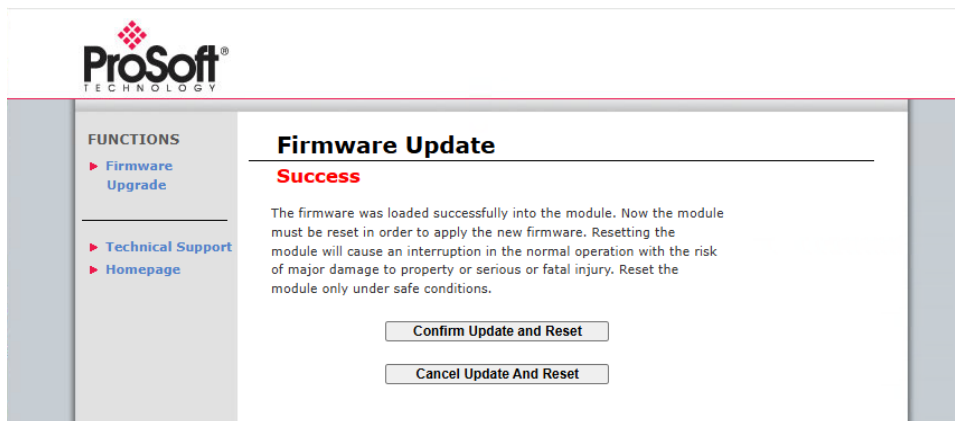 ProSoft®
TECHNOLOGY
FUNCTIONS
Firmware
Upgrade
Technical Support
Homepage
Firmware Update
Success
The firmware was loaded successfully into the module. Now the module
must be reset in order to apply the new firmware. Resetting the
module will cause an interruption in the normal operation with the risk
of major damage to property or serious or fatal injury. Reset the
module only under safe conditions.
Confirm Update and Reset
Cancel Update And Reset